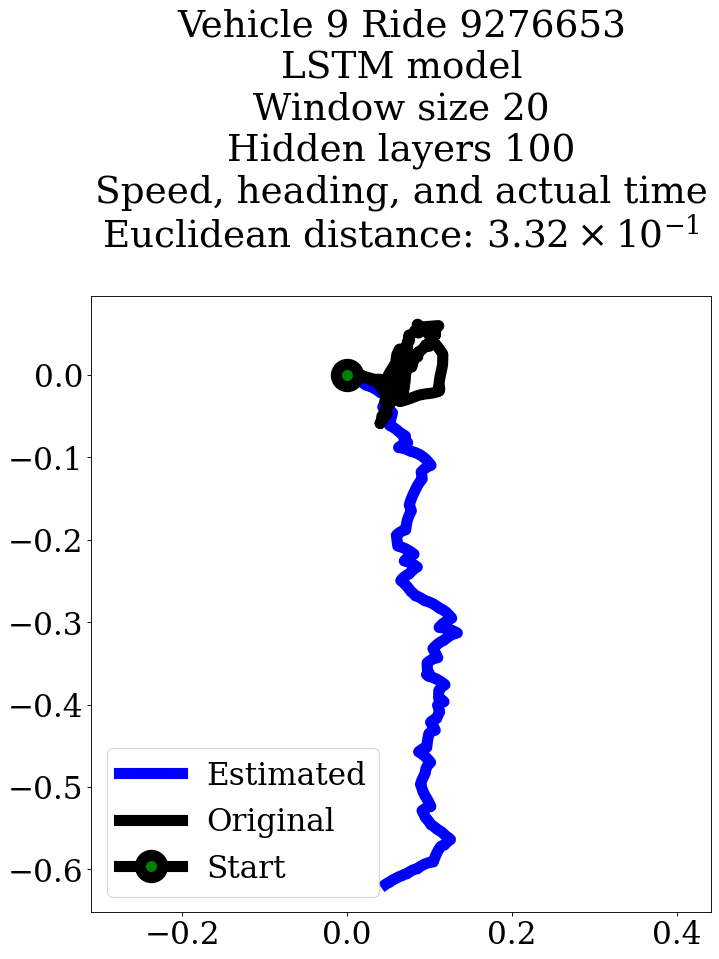 Vehicle 9 Ride 9276653
LSTM model
Window size 20
Hidden layers 100
Speed, heading, and actual time
Euclidean distance: 3.32 × 10⁻¹
0.0
−0.1
−0.2
−0.3
−0.4
−0.5
−0.6
Estimated
Original
Start
−0.2 0.0 0.2 0.4